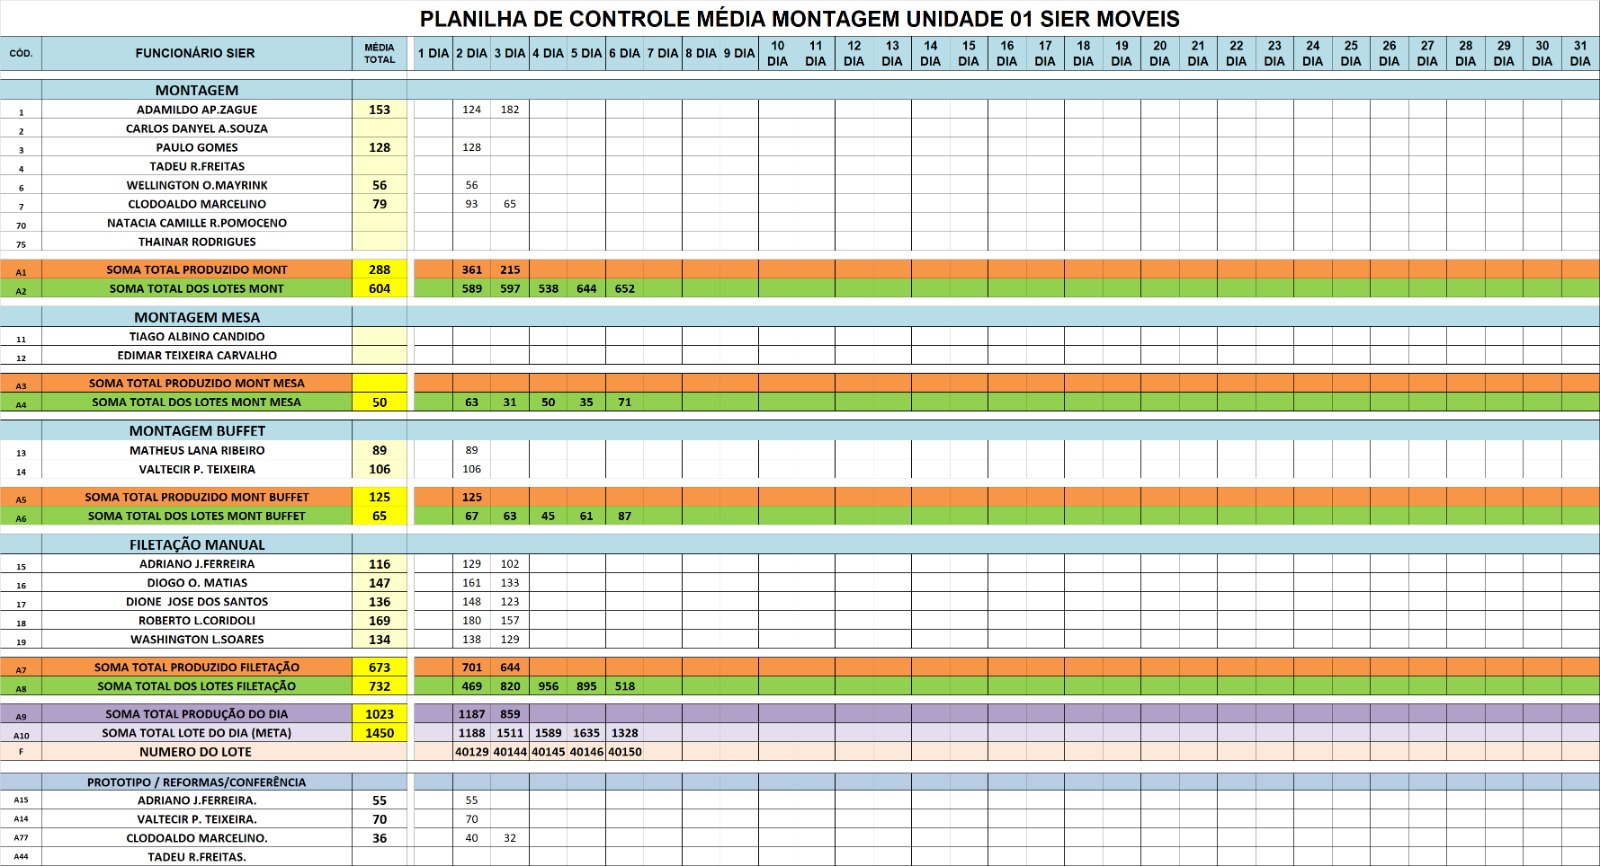 PLANILHA DE CONTROLE MÉDIA MONTAGEM UNIDADE 01 SIER MOVEIS
CÓD. FUNCIONÁRIO SIER MÉDIA TOTAL 1 DIA 2 DIA 3 DIA 4 DIA 5 DIA 6 DIA 7 DIA 8 DIA 9 DIA 10 DIA 11 DIA 12 DIA 13 DIA 14 DIA 15 DIA 16 DIA 17 DIA 18 DIA 19 DIA 20 DIA 21 DIA 22 DIA 23 DIA 24 DIA 25 DIA 26 DIA 27 DIA 28 DIA 29 DIA 30 DIA 31 DIA
MONTAGEM
1 ADAMILDO AP.ZAGUE 153 124 182
2 CARLOS DANYEL A.SOUZA
3 PAULO GOMES 128 128
4 TADEU R.FREITAS
6 WELLINGTON O.MAYRINK 56 56
7 CLODOALDO MARCELINO 79 93 65
70 NATACIA CAMILLE R.POMOCENO
75 THAINAR RODRIGUES
A1 SOMA TOTAL PRODUZIDO MONT 288 361 215
A2 SOMA TOTAL DOS LOTES MONT 604 589 597 538 644 652
MONTAGEM MESA
11 TIAGO ALBINO CANDIDO
12 EDIMAR TEIXEIRA CARVALHO
A3 SOMA TOTAL PRODUZIDO MONT MESA
A4 SOMA TOTAL DOS LOTES MONT MESA 50 63 31 50 35 71
MONTAGEM BUFFET
13 MATHEUS LANA RIBEIRO 89 89
14 VALTECIR P. TEIXEIRA 106 106
A5 SOMA TOTAL PRODUZIDO MONT BUFFET 125 125
A6 SOMA TOTAL DOS LOTES MONT BUFFET 65 67 63 45 61 87
FILETAÇÃO MANUAL
15 ADRIANO J.FERREIRA 116 129 102
16 DIOGO O. MATIAS 147 161 133
17 DIONE JOSE DOS SANTOS 136 148 123
18 ROBERTO L.CORIDOLI 169 180 157
19 WASHINGTON L.SOARES 134 138 129
A7 SOMA TOTAL PRODUZIDO FILETAÇÃO 673 701 644
A8 SOMA TOTAL DOS LOTES FILETAÇÃO 732 469 820 956 895 518
A9 SOMA TOTAL PRODUÇÃO DO DIA 1023 1187 859
A10 SOMA TOTAL LOTE DO DIA (META) 1450 1188 1511 1589 1635 1328
F NUMERO DO LOTE 40129 40144 40145 40146 40150
PROTOTIPO / REFORMAS/CONFERÊNCIA
A15 ADRIANO J.FERREIRA. 55 55
A14 VALTECIR P. TEIXEIRA. 70 70
A77 CLODOALDO MARCELINO. 36 40 32
A44 TADEU R.FREITAS.